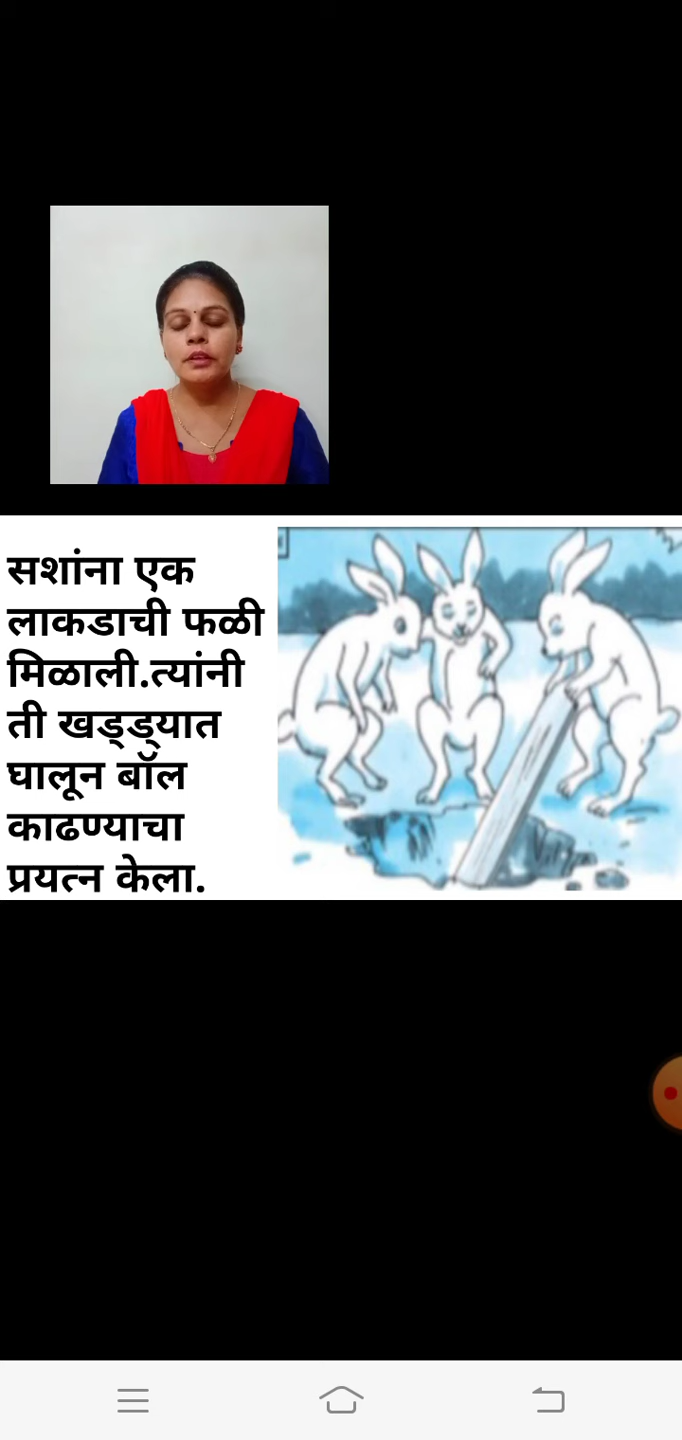 सशांना एक
लाकडाची फळी
मिळाली.त्यांनी
ती खड्ड्यात
घालून बॉल
काढण्याचा
प्रयत्न केला.